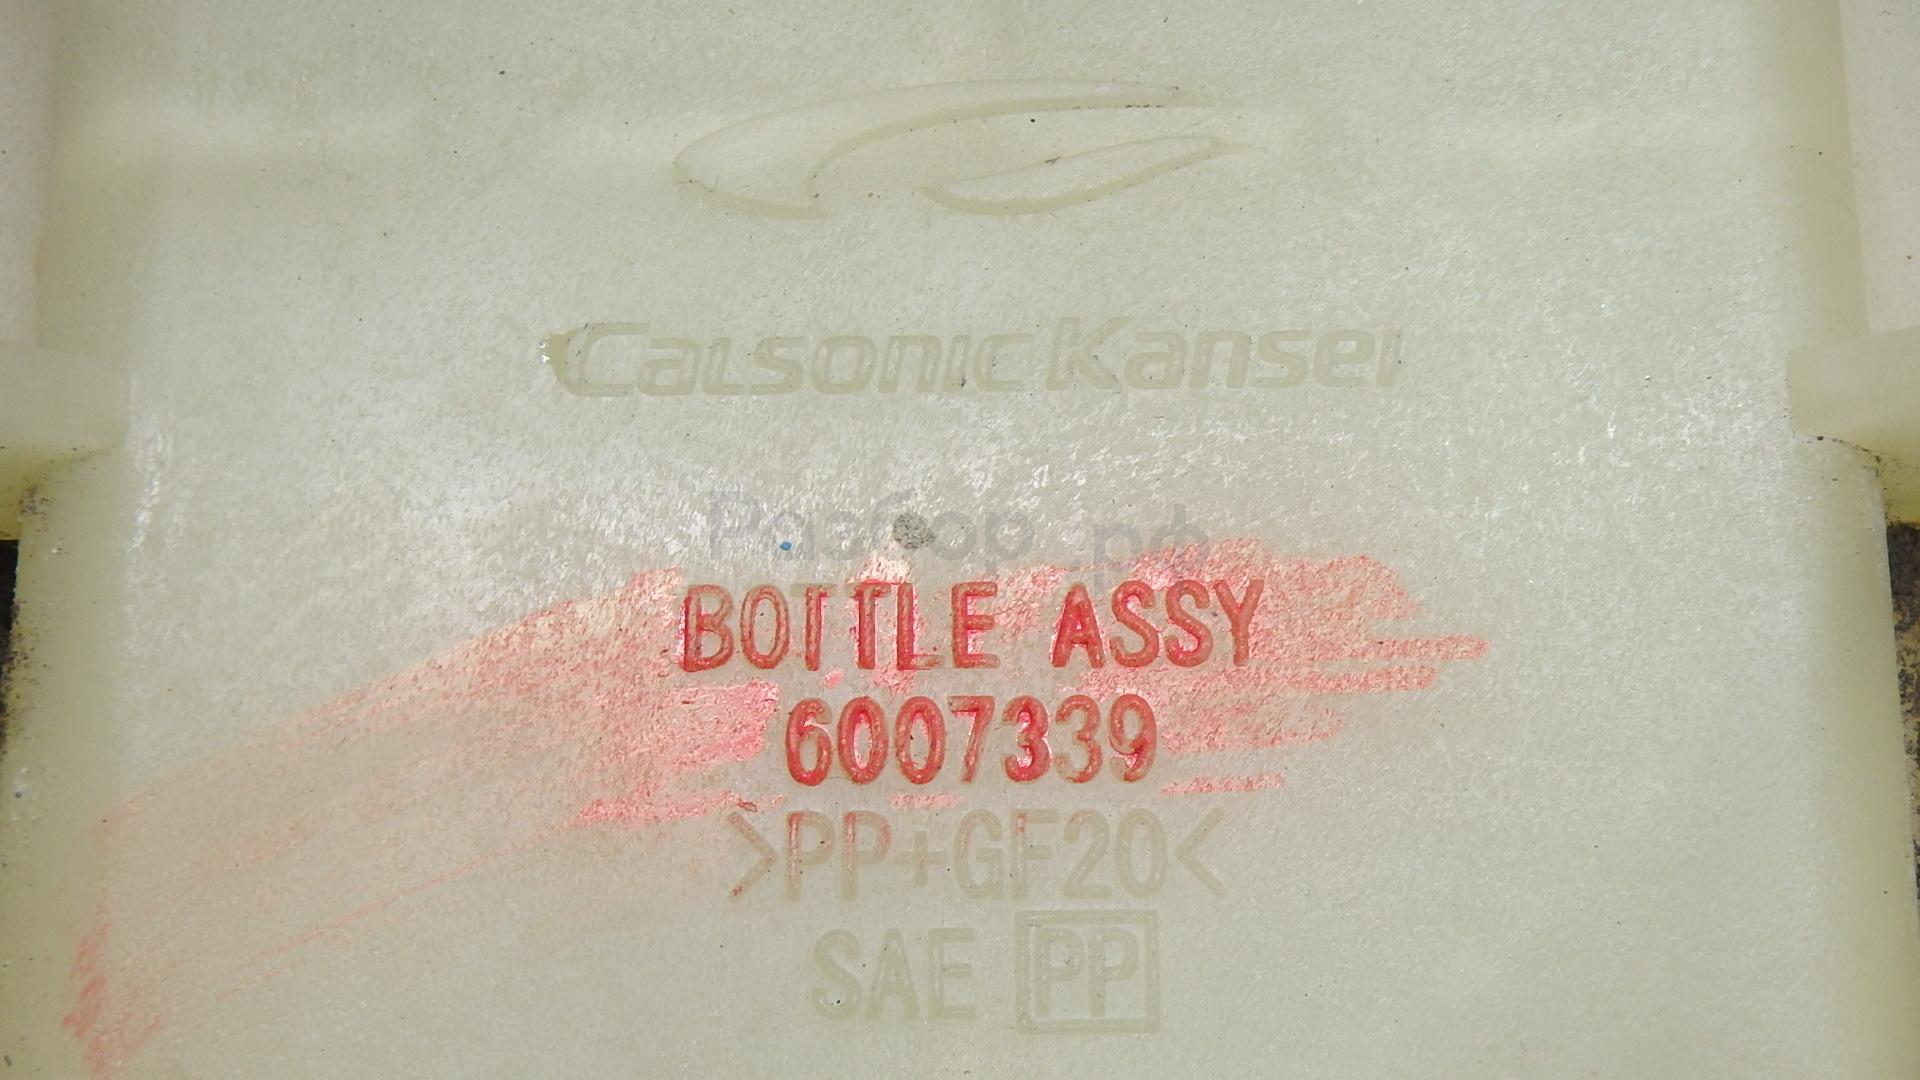 CalsonicKansei
Разбор.рф
BOTTLE ASSY
6007339
>PP+GF20<
SAE PP